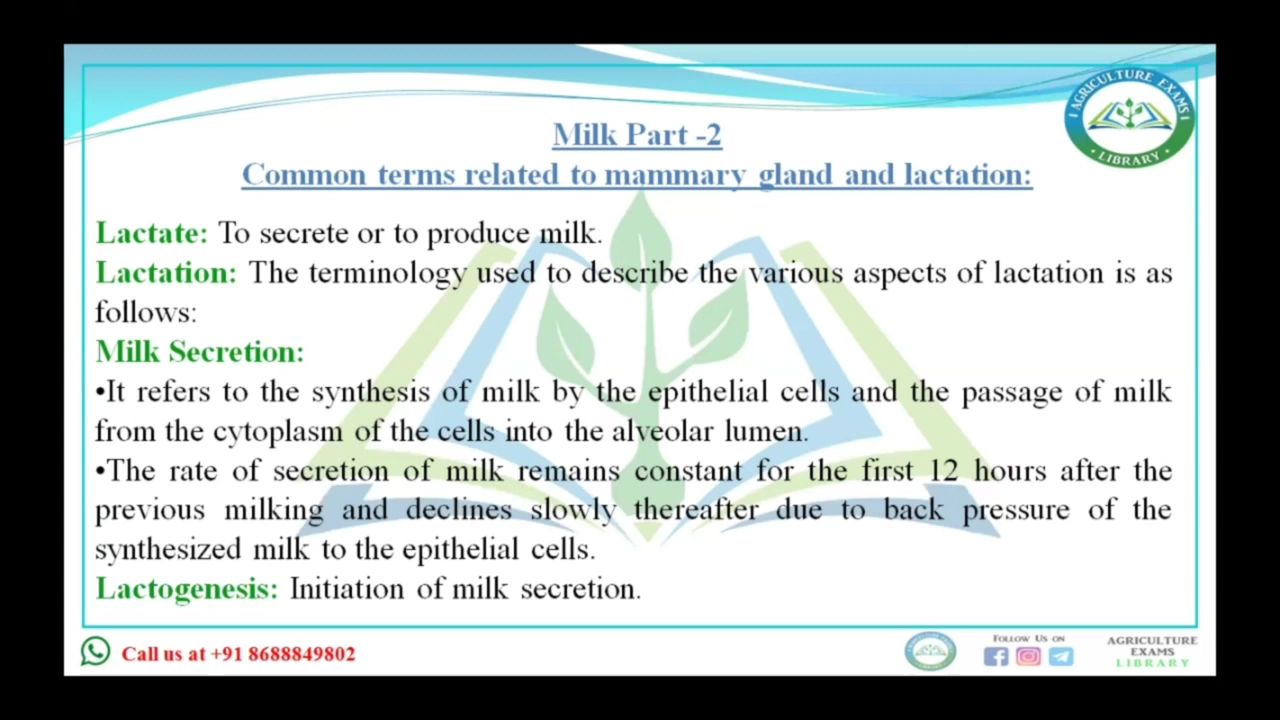 AGRICULTURE EXAMS
LIBRARY
Milk Part -2
Common terms related to mammary gland and lactation:
Lactate: To secrete or to produce milk.
Lactation: The terminology used to describe the various aspects of lactation is as
follows:
Milk Secretion:
•It refers to the synthesis of milk by the epithelial cells and the passage of milk
from the cytoplasm of the cells into the alveolar lumen.
•The rate of secretion of milk remains constant for the first 12 hours after the
previous milking and declines slowly thereafter due to back pressure of the
synthesized milk to the epithelial cells.
Lactogenesis: Initiation of milk secretion.
Call us at +91 8688849802
FOLLOW US ON
AGRICULTURE
EXAMS
LIBRARY